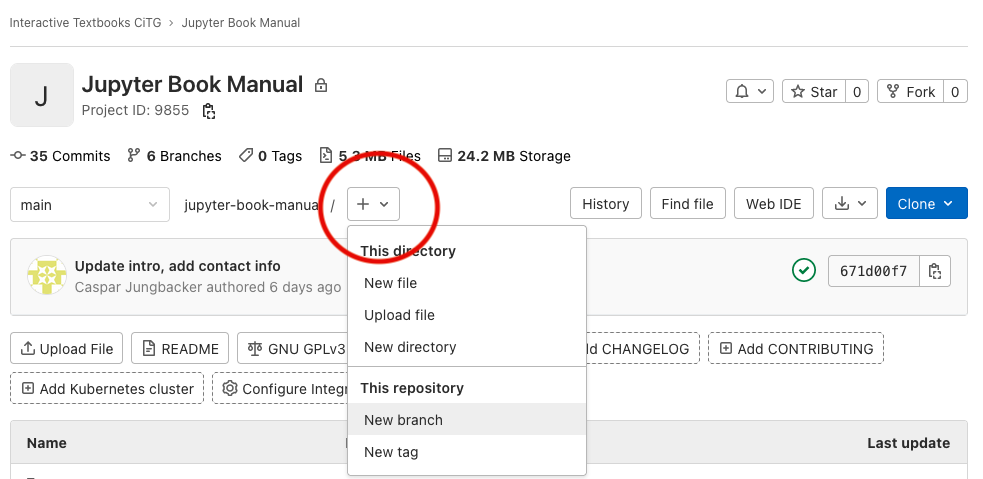 Interactive Textbooks CiTG › Jupyter Book Manual
J
Jupyter Book Manual
Project ID: 9855
Star 0
Fork 0
35 Commits 6 Branches 0 Tags 5.3 MB Files 24.2 MB Storage
main
jupyter-book-manual / +
History
Find file
Web IDE
Clone
This directory
New file
Upload file
New directory
This repository
New branch
New tag
Update intro, add contact info
Caspar Jungbacker authored 6 days ago
671d00f7
Upload File
README
GNU GPLv3
CHANGELOG
Add CONTRIBUTING
Add Kubernetes cluster
Configure
Name
Last update